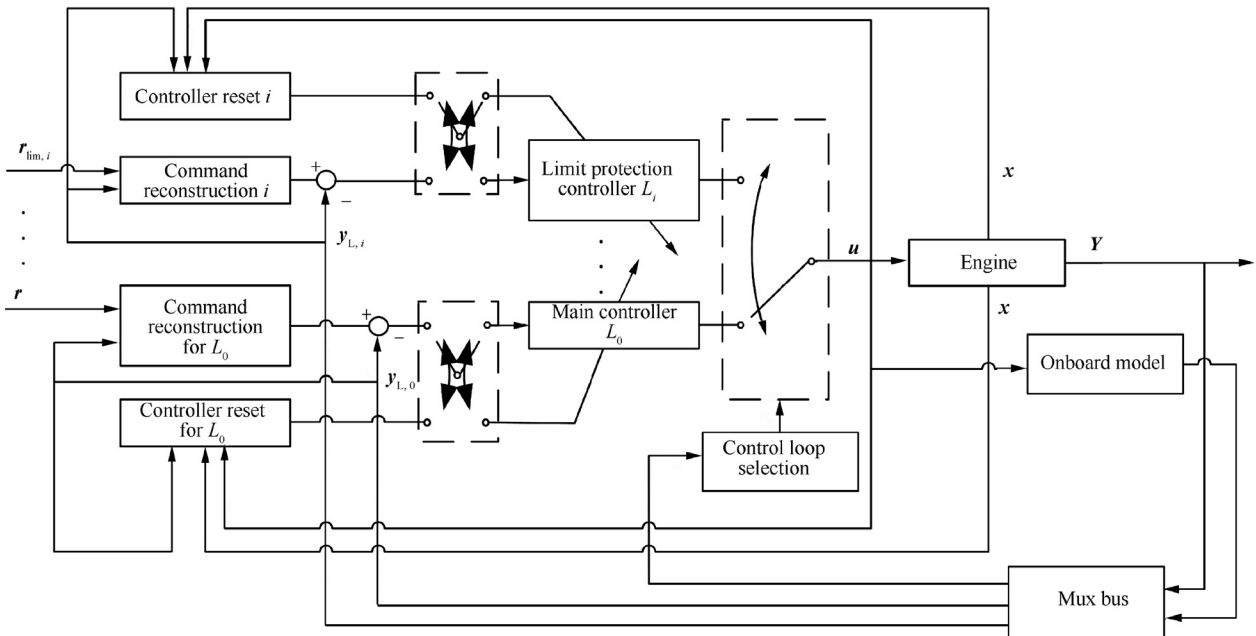 Controller reset i
r_lim, i
Command
reconstruction i
+
−
y_L, i
Limit protection
controller L_i
x
u
Engine
Y
x
r
Command
reconstruction
for L_0
+
−
y_L, 0
Main controller
L_0
Onboard model
Controller reset
for L_0
Control loop
selection
Mux bus